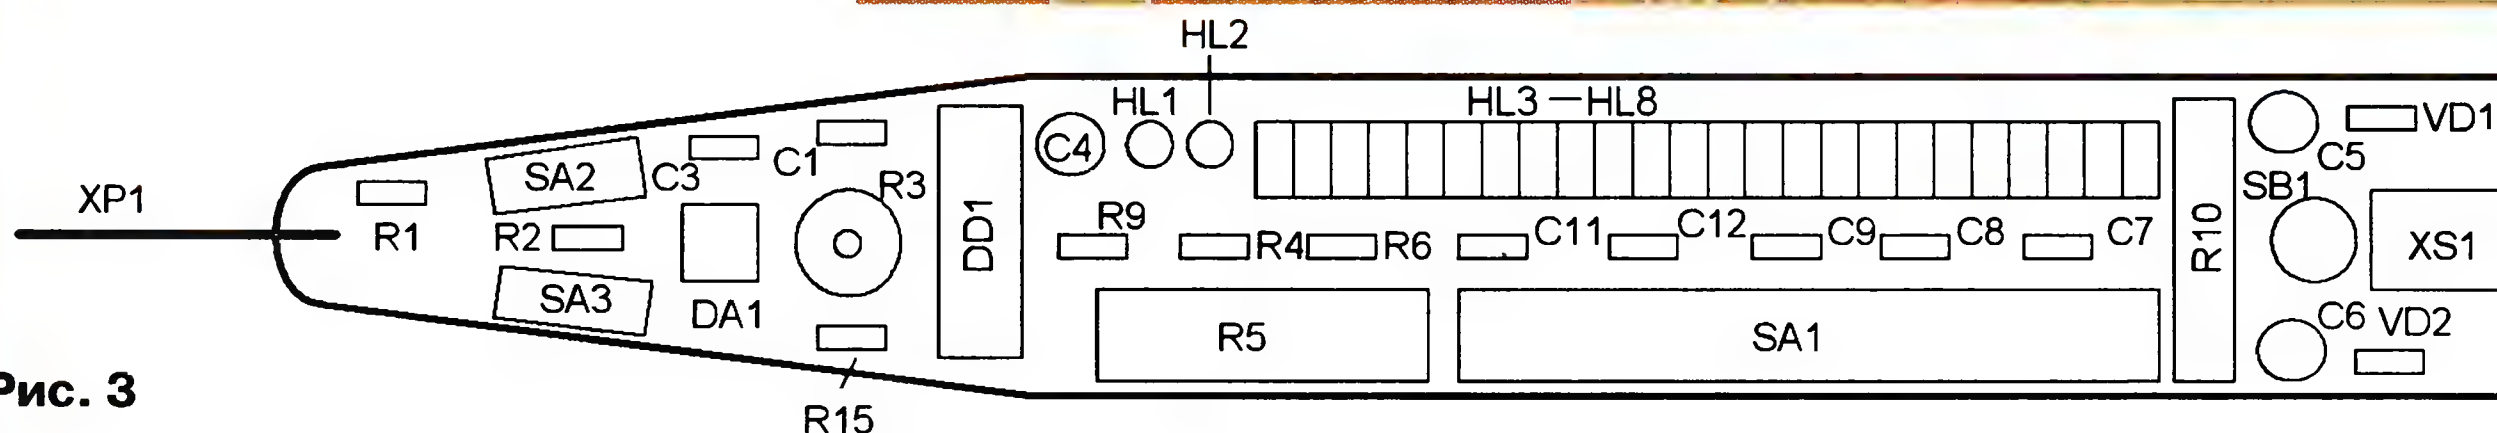 HL2
HL1
HL3—HL8
VD1
C4
C5
SA2
C3
C1
R3
SB1
XP1
R1
R2
DD1
R9
R4
R6
C11
C12
C9
C8
C7
R10
XS1
SA3
DA1
R5
SA1
C6
VD2
Рис. 3
R15